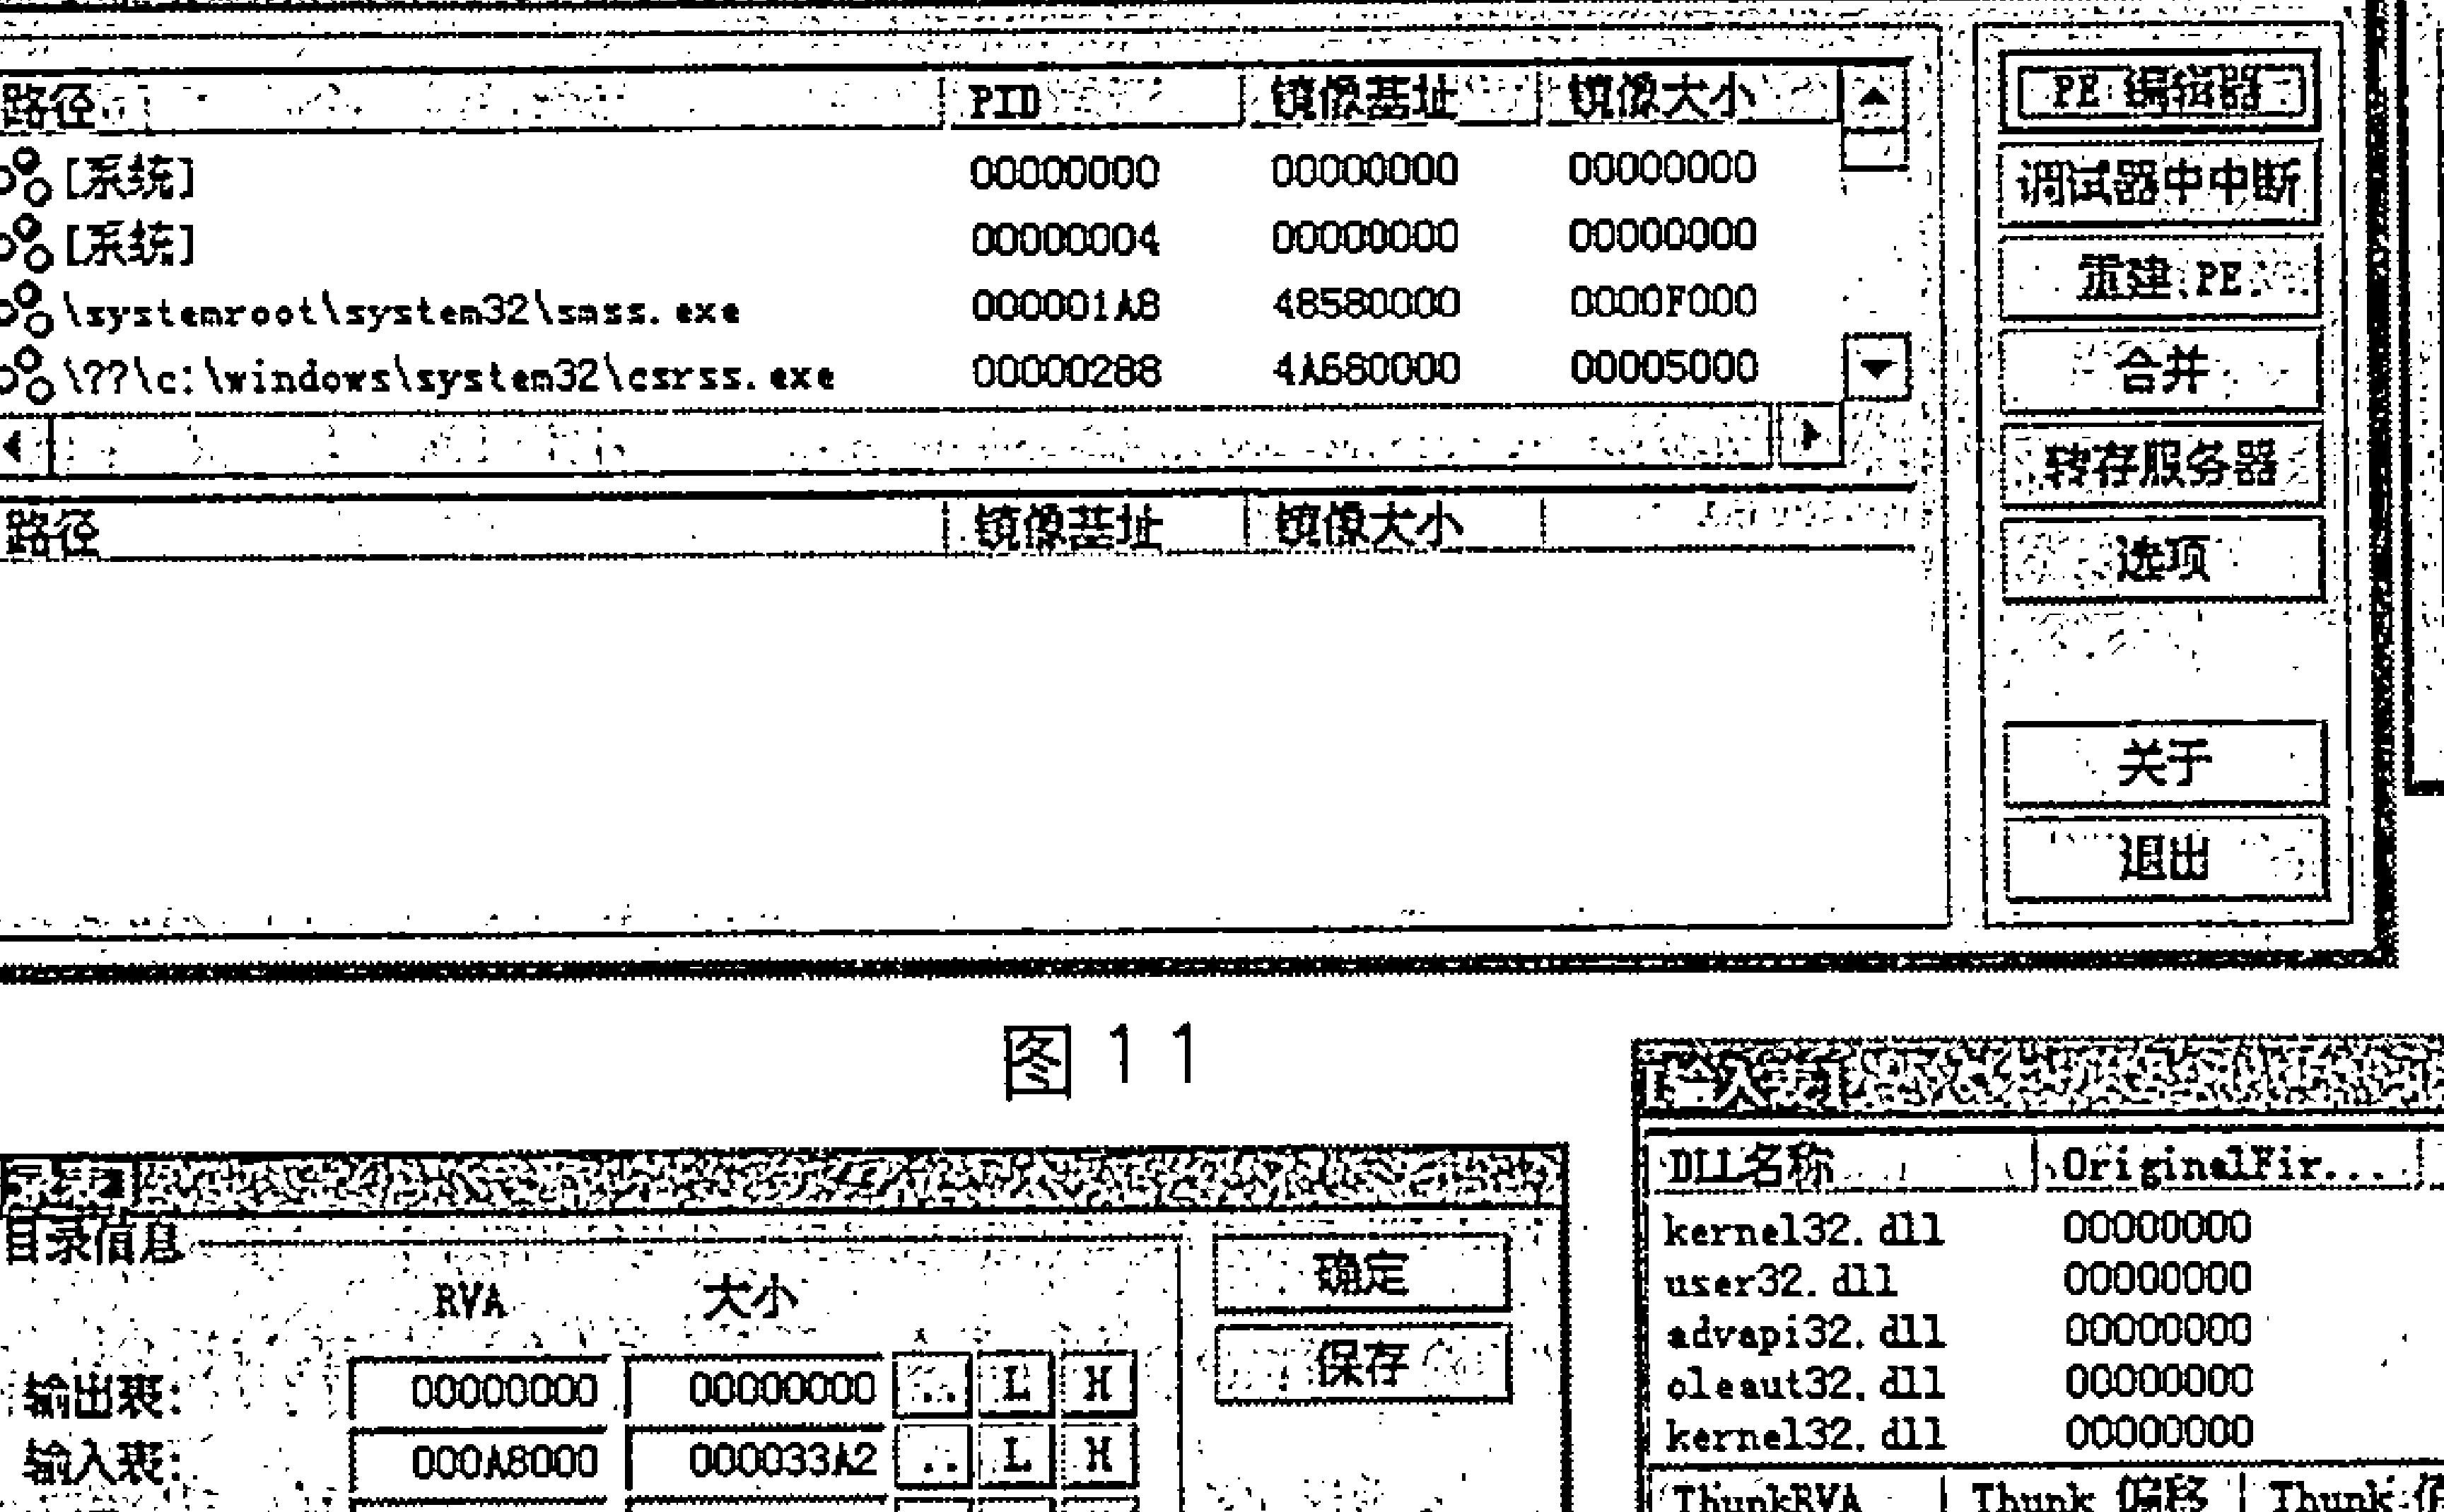 路径 PID 镜像基址 镜像大小
[系统] 00000000 00000000 00000000
[系统] 00000004 00000000 00000000
\systemroot\system32\smss.exe 000001A8 48580000 0000F000
\??\c:\windows\system32\csrss.exe 00000288 4A680000 00005000
路径 镜像基址 镜像大小
PE 编辑器
调试器中中断
重建 PE
合并
转存服务器
选项
关于
退出
图 11
录表]
目录信息
RVA 大小
输出表: 00000000 00000000 .. L H
输入表: 000A8000 000033A2 .. L H
确定
保存
[输入表]
DLL名称 OriginalFir...
kernel32.dll 00000000
user32.dll 00000000
advapi32.dll 00000000
oleaut32.dll 00000000
kernel32.dll 00000000
ThunkRVA Thunk 偏移 Thunk